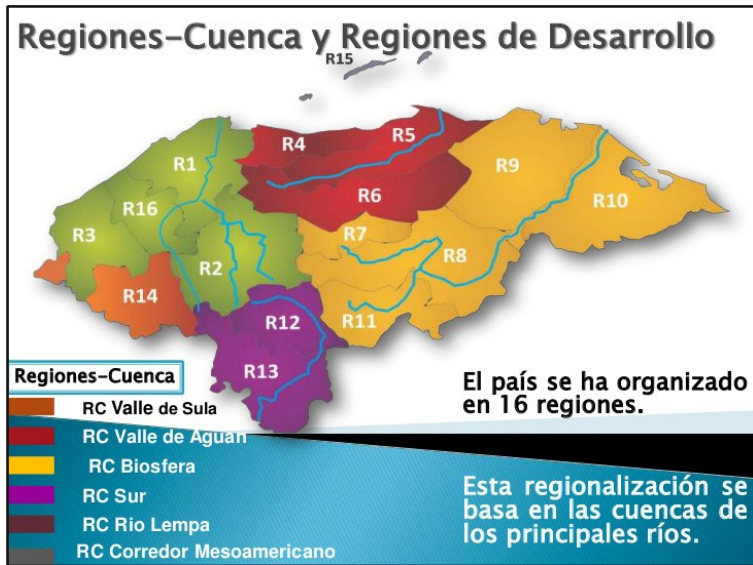 Regiones-Cuenca y Regiones de Desarrollo
R15
R4
R5
R1
R9
R6
R16
R10
R3
R7
R2
R8
R14
R12
R11
R13
Regiones-Cuenca
RC Valle de Sula
RC Valle de Aguan
RC Biosfera
RC Sur
RC Rio Lempa
RC Corredor Mesoamericano
El país se ha organizado
en 16 regiones.
Esta regionalización se
basa en las cuencas de
los principales ríos.